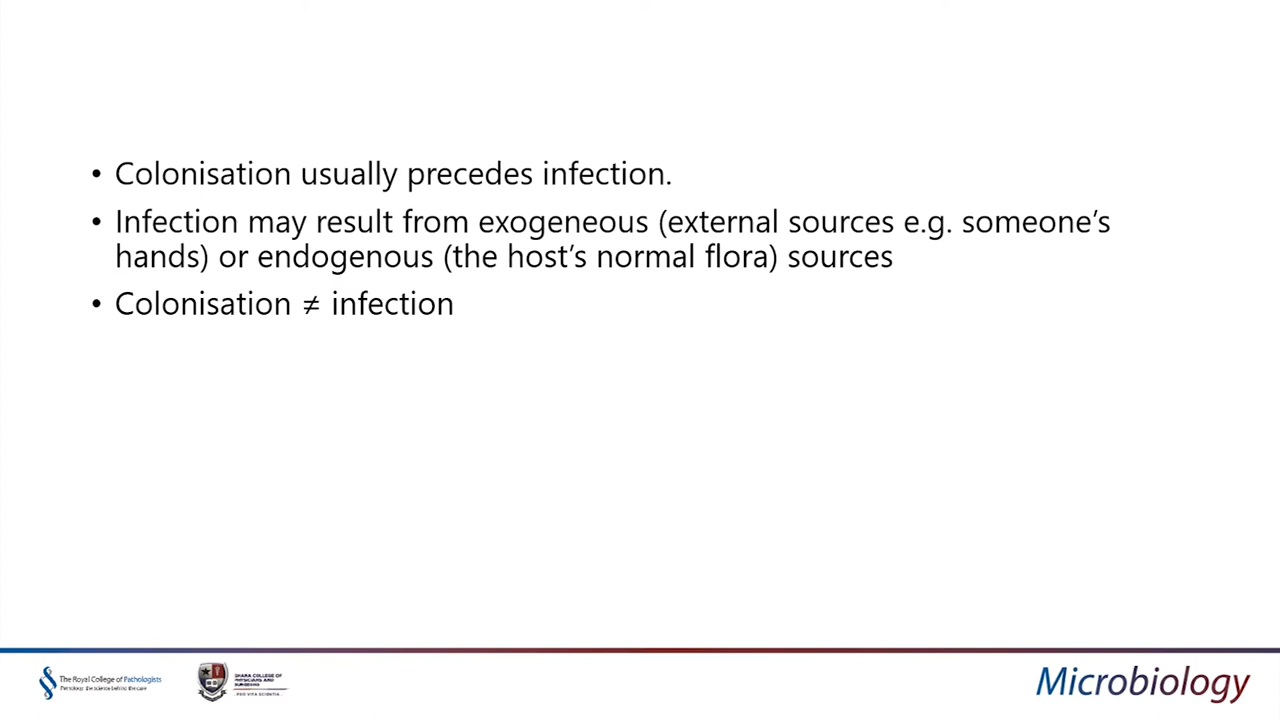 • Colonisation usually precedes infection.
• Infection may result from exogeneous (external sources e.g. someone's
hands) or endogenous (the host's normal flora) sources
• Colonisation ≠ infection
The Royal College of Pathologists
Pathology: the science behind the cure
GHANA COLLEGE OF
PHYSICIANS AND
SURGEONS
PRO VITA SCIENTIA
Microbiology